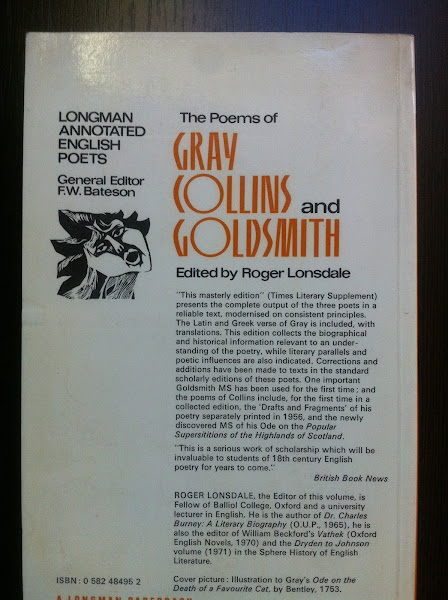 LONGMAN
ANNOTATED
ENGLISH
POETS
General Editor
F.W. Bateson
The Poems of
GRAY
COLLINS and
GOLDSMITH
Edited by Roger Lonsdale
"This masterly edition" (Times Literary Supplement)
presents the complete output of the three poets in a
reliable text, modernised on consistent principles.
The Latin and Greek verse of Gray is included, with
translations. This edition collects the biographical
and historical information relevant to an under-
standing of the poetry, while literary parallels and
poetic influences are also indicated. Corrections and
additions have been made to texts in the standard
scholarly editions of these poets. One important
Goldsmith MS has been used for the first time; and
the poems of Collins include, for the first time in a
collected edition, the 'Drafts and Fragments' of his
poetry separately printed in 1956, and the newly
discovered MS of his Ode on the Popular
Supersititions of the Highlands of Scotland.
"This is a serious work of scholarship which will be
invaluable to students of 18th century English
poetry for years to come."
British Book News
ROGER LONSDALE, the Editor of this volume, is
Fellow of Balliol College, Oxford and a university
lecturer in English. He is the author of Dr. Charles
Burney: A Literary Biography (O.U.P., 1965), he is
also the editor of William Beckford's Vathek (Oxford
English Novels, 1970) and the Dryden to Johnson
volume (1971) in the Sphere History of English
Literature.
Cover picture: Illustration to Gray's Ode on the
Death of a Favourite Cat, by Bentley, 1753.
ISBN: 0 582 48495 2
A LONGMAN PAPERBACK